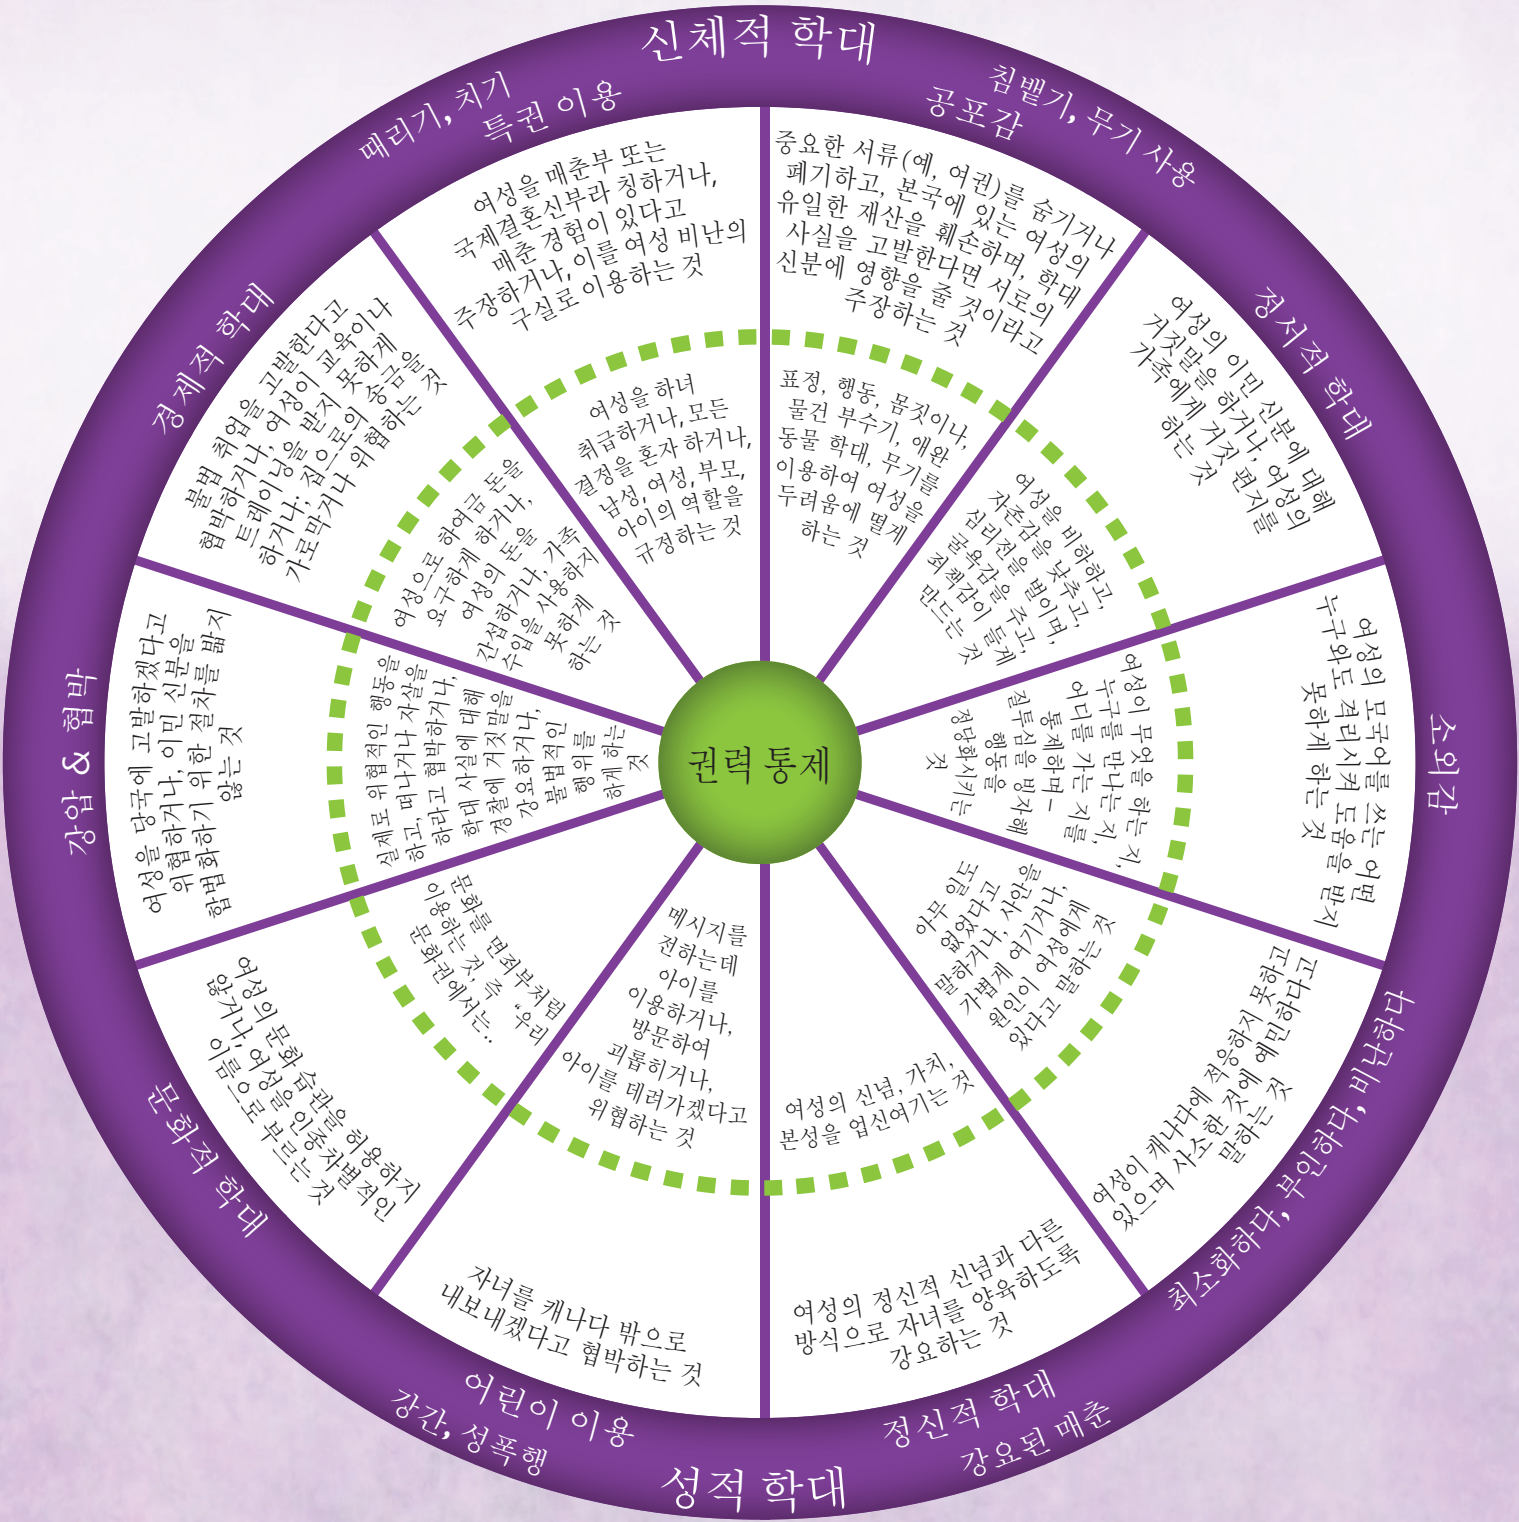 신체적 학대
때리기, 치기
침뱉기, 무기 사용
특권 이용
여성을 매춘부 또는
국제결혼신부라 칭하거나,
매춘 경험이 있다고
주장하거나, 이를 여성 비난의
구실로 이용하는 것
여성을 하녀
취급하거나, 모든
결정을 혼자 하거나,
남성, 여성, 부모,
아이의 역할을
규정하는 것
공포감
중요한 서류(예, 여권)를 숨기거나
폐기하고, 본국에 있는 여성의
유일한 재산을 훼손하며, 학대
사실을 고발한다면 서로의
신분에 영향을 줄 것이라고
주장하는 것
표정, 행동, 몸짓이나,
물건 부수기, 애완
동물 학대, 무기를
이용하여 여성을
두려움에 떨게
하는 것
정서적 학대
여성의 이민 신분에 대해
거짓말을 하거나, 여성의
가족에게 거짓 편지를
하는 것
여성을 비하하고,
자존감을 낮추고,
심리전을 벌이며,
굴욕감을 주고,
죄책감이 들게
만드는 것
소외감
여성의 모국어를 쓰는 어떤
누구와도 격리시켜 도움을 받지
못하게 하는 것
여성이 무엇을 하는 지,
누구를 만나는 지,
어디를 가는 지를,
통제하며–
질투심을 방자해
행동을
정당화시키는
것
최소화하다, 부인하다, 비난하다
여성이 캐나다에 적응하지 못하고
있으며 사소한 것에 예민하다고
말하는 것
아무 일도
없었다고
말하거나, 사안을
가볍게 여기거나,
원인이 여성에게
있다고 말하는 것
정신적 학대
여성의 정신적 신념과 다른
방식으로 자녀를 양육하도록
강요하는 것
여성의 신념, 가치,
본성을 업신여기는 것
어린이 이용
자녀를 캐나다 밖으로
내보내겠다고 협박하는 것
메시지를
전하는데
아이를
이용하거나,
방문하여
괴롭히거나,
아이를 데려가겠다고
위협하는 것
문화적 학대
여성의 문화 습관을 허용하지
않거나, 여성을 인종차별적인
이름으로 부르는 것
문화를 면죄부처럼
이용하는 것, 즉 “우리
문화권에서는..
강압 & 협박
여성을 당국에 고발하겠다고
위협하거나, 이민 신분을
합법화하기 위한 절차를 밟지
않는 것
실제로 위협적인 행동을
하고, 떠나거나 자살을
하라고 협박하거나,
학대 사실에 대해
경찰에 거짓말을
강요하거나,
불법적인
행위를
하게 하는
것
경제적 학대
불법 취업을 고발한다고
협박하거나, 여성이 교육이나
트레이닝을 받지 못하게
하거나; 집으로의 송금을
가로막거나 위협하는 것
여성으로 하여금 돈을
요구하게 하거나,
여성의 돈을
간섭하거나, 가족
수입을 사용하지
못하게
하는 것
권력 통제
강간, 성폭행
강요된 매춘
성적 학대